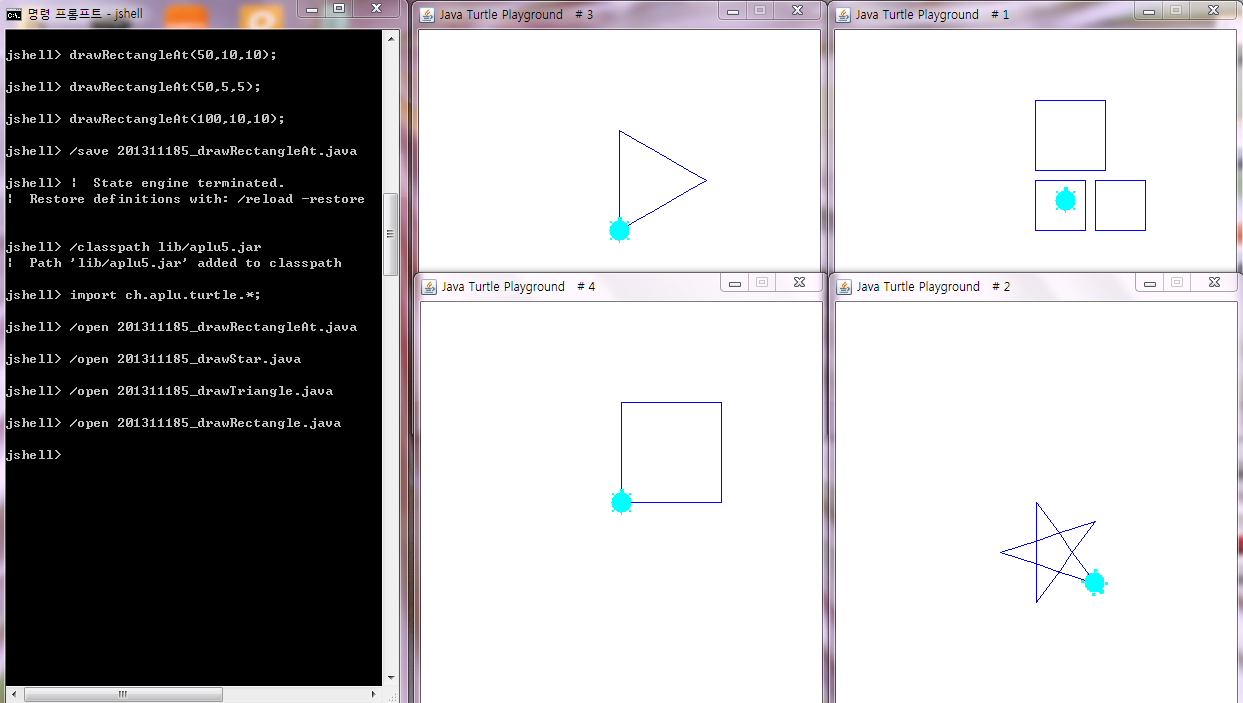 명령 프롬프트 - jshell
jshell> drawRectangleAt(50,10,10);
jshell> drawRectangleAt(50,5,5);
jshell> drawRectangleAt(100,10,10);
jshell> /save 201311185_drawRectangleAt.java
jshell> |  State engine terminated.
|  Restore definitions with: /reload -restore
jshell> /classpath lib/aplu5.jar
|  Path 'lib/aplu5.jar' added to classpath
jshell> import ch.aplu.turtle.*;
jshell> /open 201311185_drawRectangleAt.java
jshell> /open 201311185_drawStar.java
jshell> /open 201311185_drawTriangle.java
jshell> /open 201311185_drawRectangle.java
jshell>
Java Turtle Playground   # 3
Java Turtle Playground   # 1
Java Turtle Playground   # 4
Java Turtle Playground   # 2